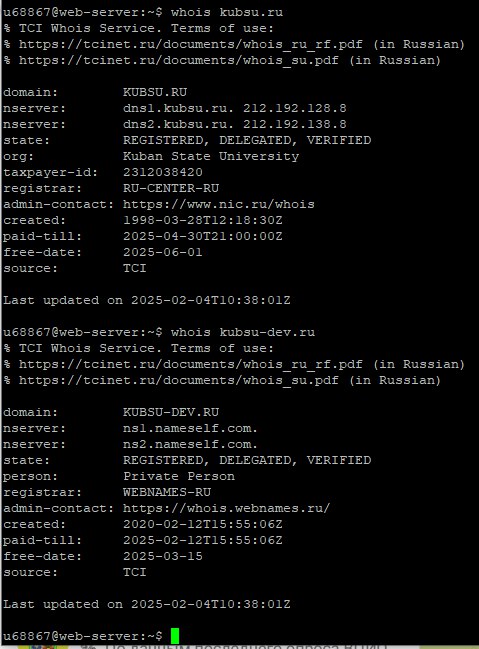 u68867@web-server:~$ whois kubsu.ru
% TCI Whois Service. Terms of use:
% https://tcinet.ru/documents/whois_ru_rf.pdf (in Russian)
% https://tcinet.ru/documents/whois_su.pdf (in Russian)

domain:        KUBSU.RU
nserver:       dns1.kubsu.ru. 212.192.128.8
nserver:       dns2.kubsu.ru. 212.192.138.8
state:         REGISTERED, DELEGATED, VERIFIED
org:           Kuban State University
taxpayer-id:   2312038420
registrar:     RU-CENTER-RU
admin-contact: https://www.nic.ru/whois
created:       1998-03-28T12:18:30Z
paid-till:     2025-04-30T21:00:00Z
free-date:     2025-06-01
source:        TCI

Last updated on 2025-02-04T10:38:01Z

u68867@web-server:~$ whois kubsu-dev.ru
% TCI Whois Service. Terms of use:
% https://tcinet.ru/documents/whois_ru_rf.pdf (in Russian)
% https://tcinet.ru/documents/whois_su.pdf (in Russian)

domain:        KUBSU-DEV.RU
nserver:       ns1.nameself.com.
nserver:       ns2.nameself.com.
state:         REGISTERED, DELEGATED, VERIFIED
person:        Private Person
registrar:     WEBNAMES-RU
admin-contact: https://whois.webnames.ru/
created:       2020-02-12T15:55:06Z
paid-till:     2025-02-12T15:55:06Z
free-date:     2025-03-15
source:        TCI

Last updated on 2025-02-04T10:38:01Z

u68867@web-server:~$